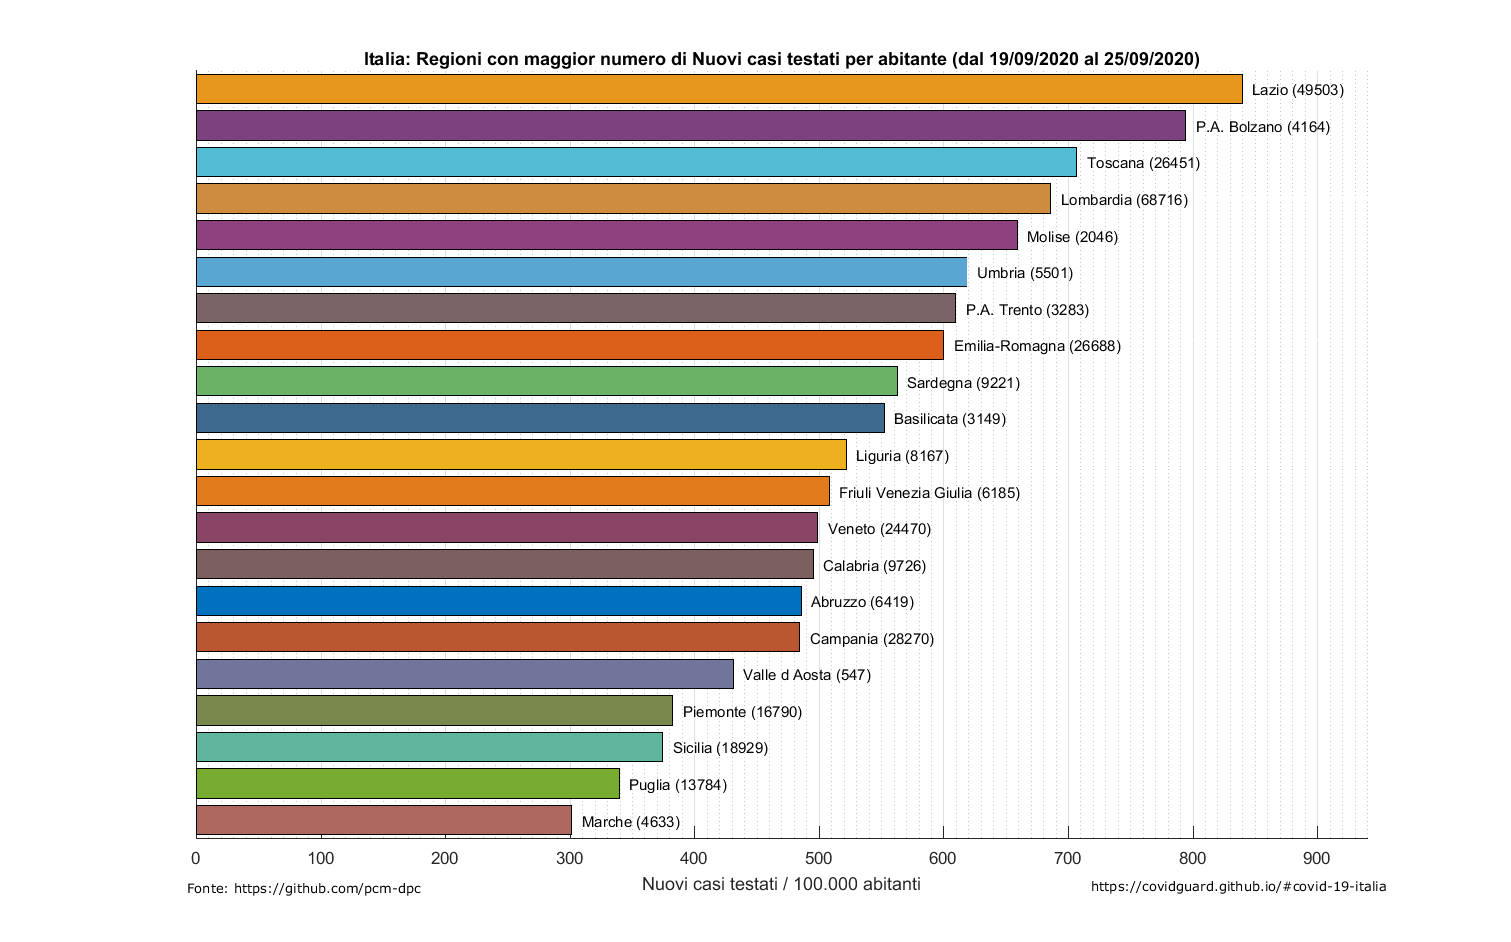 Italia: Regioni con maggior numero di Nuovi casi testati per abitante (dal 19/09/2020 al 25/09/2020)
Lazio (49503)
P.A. Bolzano (4164)
Toscana (26451)
Lombardia (68716)
Molise (2046)
Umbria (5501)
P.A. Trento (3283)
Emilia-Romagna (26688)
Sardegna (9221)
Basilicata (3149)
Liguria (8167)
Friuli Venezia Giulia (6185)
Veneto (24470)
Calabria (9726)
Abruzzo (6419)
Campania (28270)
Valle d Aosta (547)
Piemonte (16790)
Sicilia (18929)
Puglia (13784)
Marche (4633)
0 100 200 300 400 500 600 700 800 900
Nuovi casi testati / 100.000 abitanti
Fonte: https://github.com/pcm-dpc
https://covidguard.github.io/#covid-19-italia